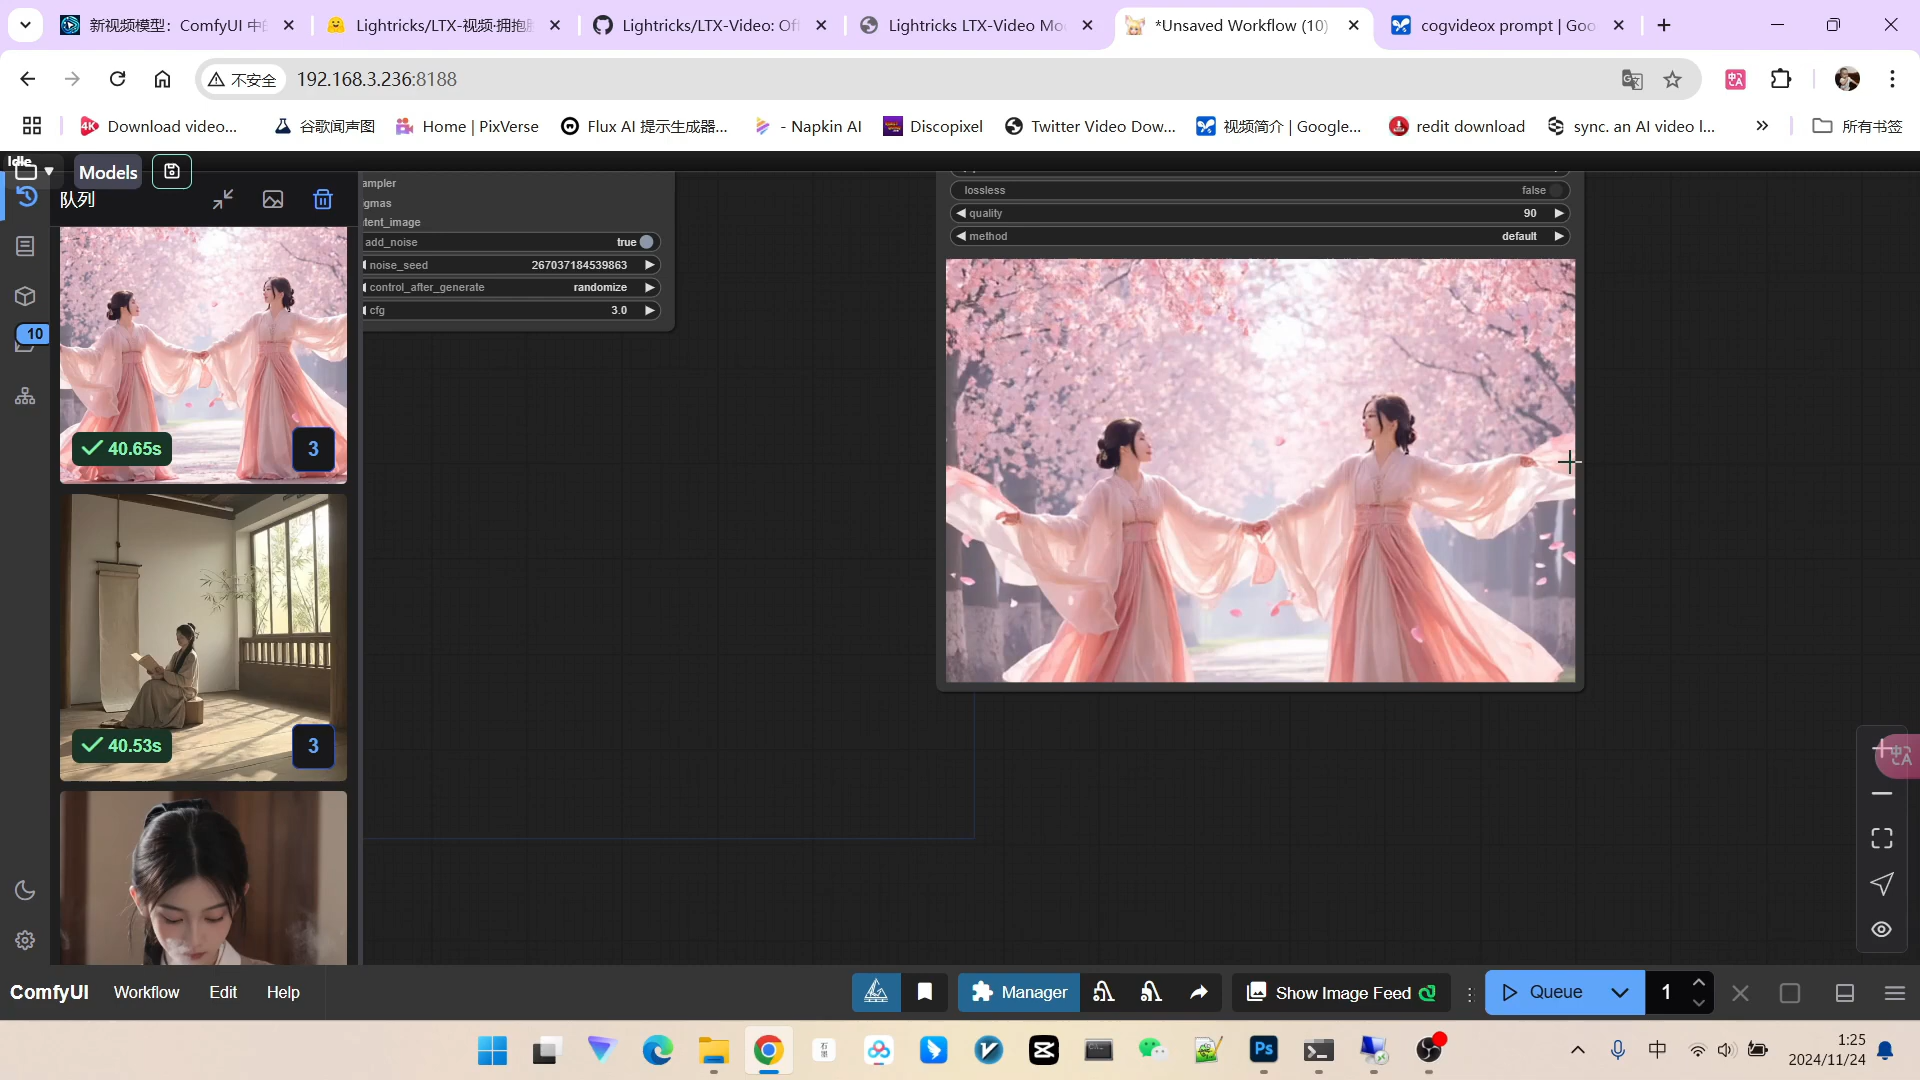 新视频模型：ComfyUI 中
Lightricks/LTX-视频·拥抱
Lightricks/LTX-Video: Of
Lightricks LTX-Video Mo
*Unsaved Workflow (10)
cogvideox prompt | Goo
不安全
192.168.3.236:8188
Download video...
谷歌闻声图
Home | PixVerse
Flux AI 提示生成器...
- Napkin AI
Discopixel
Twitter Video Dow...
视频简介 | Google...
redit download
sync. an AI video l...
所有书签
Idle
Models
队列
ampler
gmas
tent_image
add_noise true
noise_seed 267037184539863
control_after_generate randomize
cfg 3.0
lossless false
quality 90
method default
10
40.65s
3
40.53s
3
ComfyUI
Workflow
Edit
Help
Manager
Show Image Feed
Queue
1
石墨
Ps
中
1:25
2024/11/24